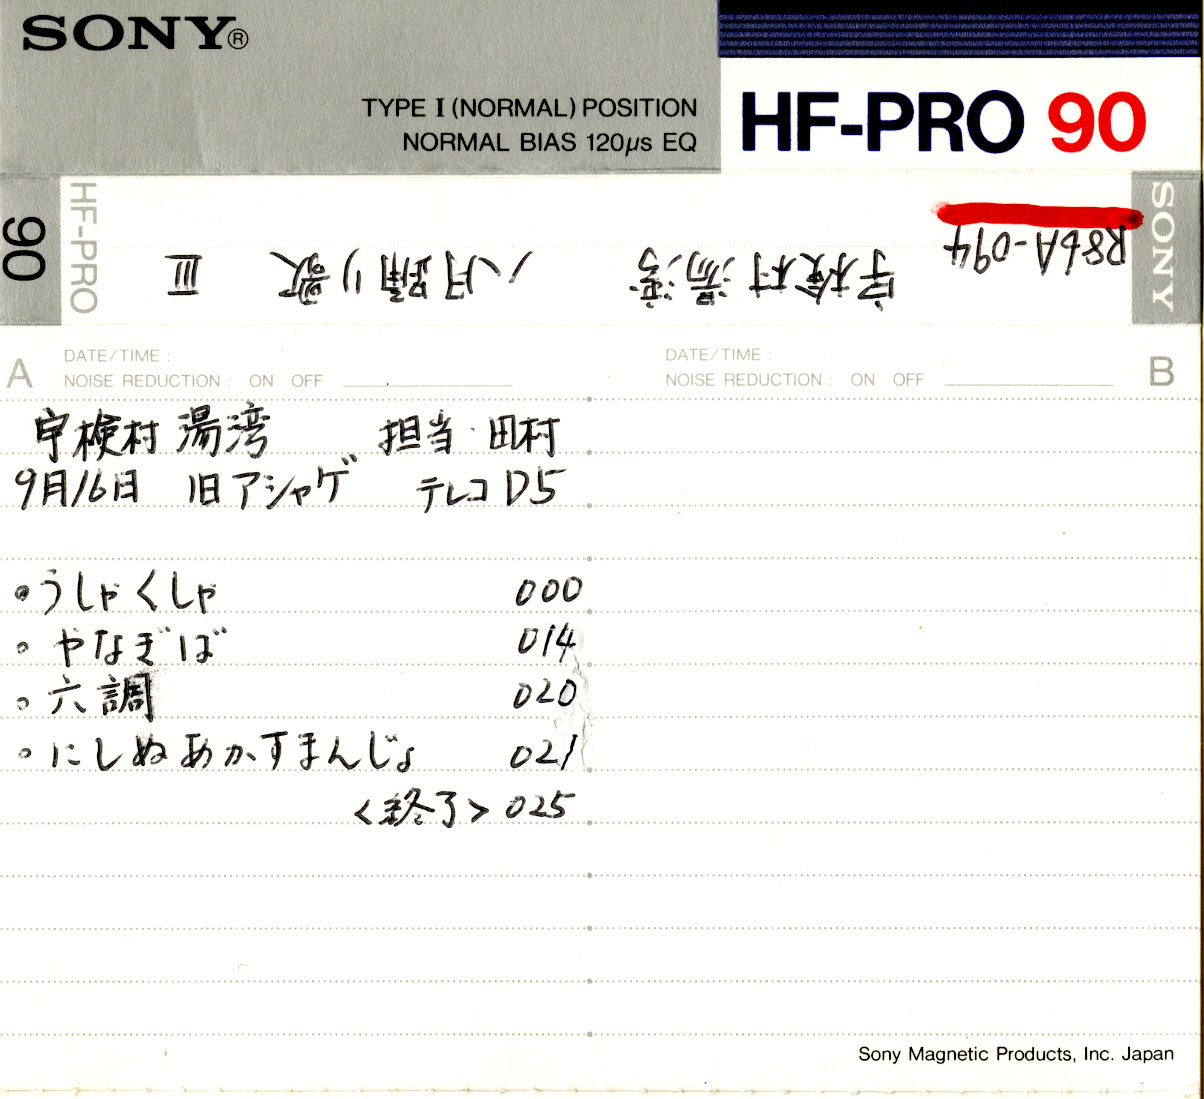 SONY®
TYPE I (NORMAL) POSITION
NORMAL BIAS 120μs EQ
HF-PRO 90
90
HF-PRO
R86A-094
宇検村 湯湾
八月踊り歌 III
SONY
A
DATE/TIME :
NOISE REDUCTION : ON OFF
DATE/TIME :
NOISE REDUCTION : ON OFF
B
宇検村 湯湾 担当・田村
9月16日 旧アシャゲ テレコD5
・うしゃくしゃ 000
・やなぎば 014
・六調 020
・にしぬあかすまんじょ 021
<終了> 025
Sony Magnetic Products, Inc. Japan